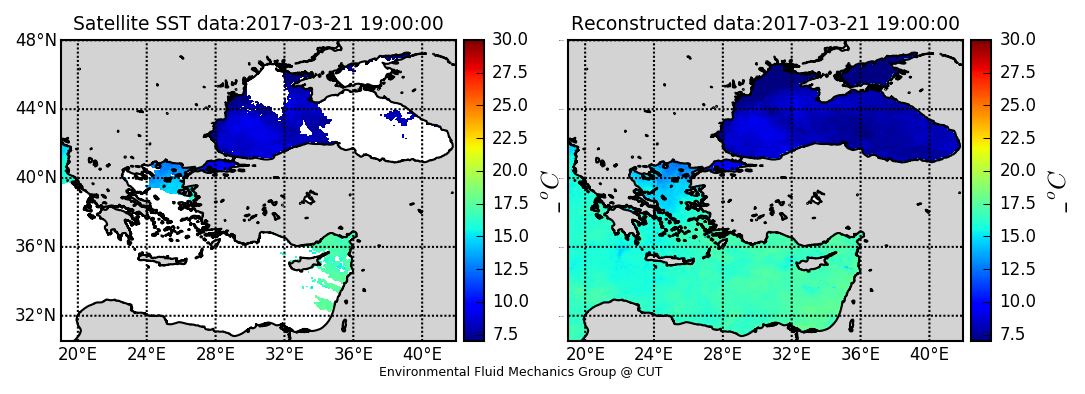 Satellite SST data:2017-03-21 19:00:00 Reconstructed data:2017-03-21 19:00:00
48°N 30.0 30.0
27.5 27.5
44°N 25.0 25.0
22.5 22.5
40°N 20.0 20.0
17.5 °C 17.5 °C
36°N 15.0 15.0
12.5 12.5
32°N 10.0 10.0
7.5 7.5
20°E 24°E 28°E 32°E 36°E 40°E 20°E 24°E 28°E 32°E 36°E 40°E
Environmental Fluid Mechanics Group @ CUT